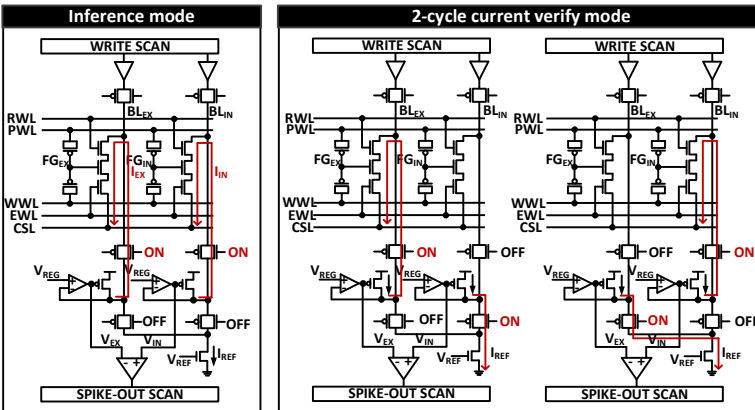 Inference mode
WRITE SCAN
BLEX
BLIN
RWL
PWL
FGEX
FGIN
IEX
IIN
WWL
EWL
CSL
ON
ON
VREG
VREG
OFF
OFF
VEX
VIN
VREF
IREF
SPIKE-OUT SCAN
2-cycle current verify mode
WRITE SCAN
BLEX
BLIN
RWL
PWL
FGEX
FGIN
WWL
EWL
CSL
ON
OFF
VREG
VREG
OFF
ON
VEX
VIN
VREF
IREF
SPIKE-OUT SCAN
WRITE SCAN
BLEX
BLIN
RWL
PWL
FGEX
FGIN
WWL
EWL
CSL
OFF
ON
VREG
VREG
ON
OFF
VEX
VIN
VREF
IREF
SPIKE-OUT SCAN